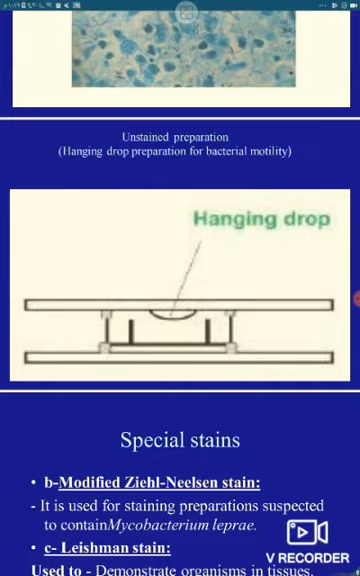 Unstained preparation
(Hanging drop preparation for bacterial motility)
Hanging drop
Special stains
• b-Modified Ziehl-Neelsen stain:
- It is used for staining preparations suspected
to containMycobacterium leprae.
• c- Leishman stain:
Used to - Demonstrate organisms in tissues.
V RECORDER